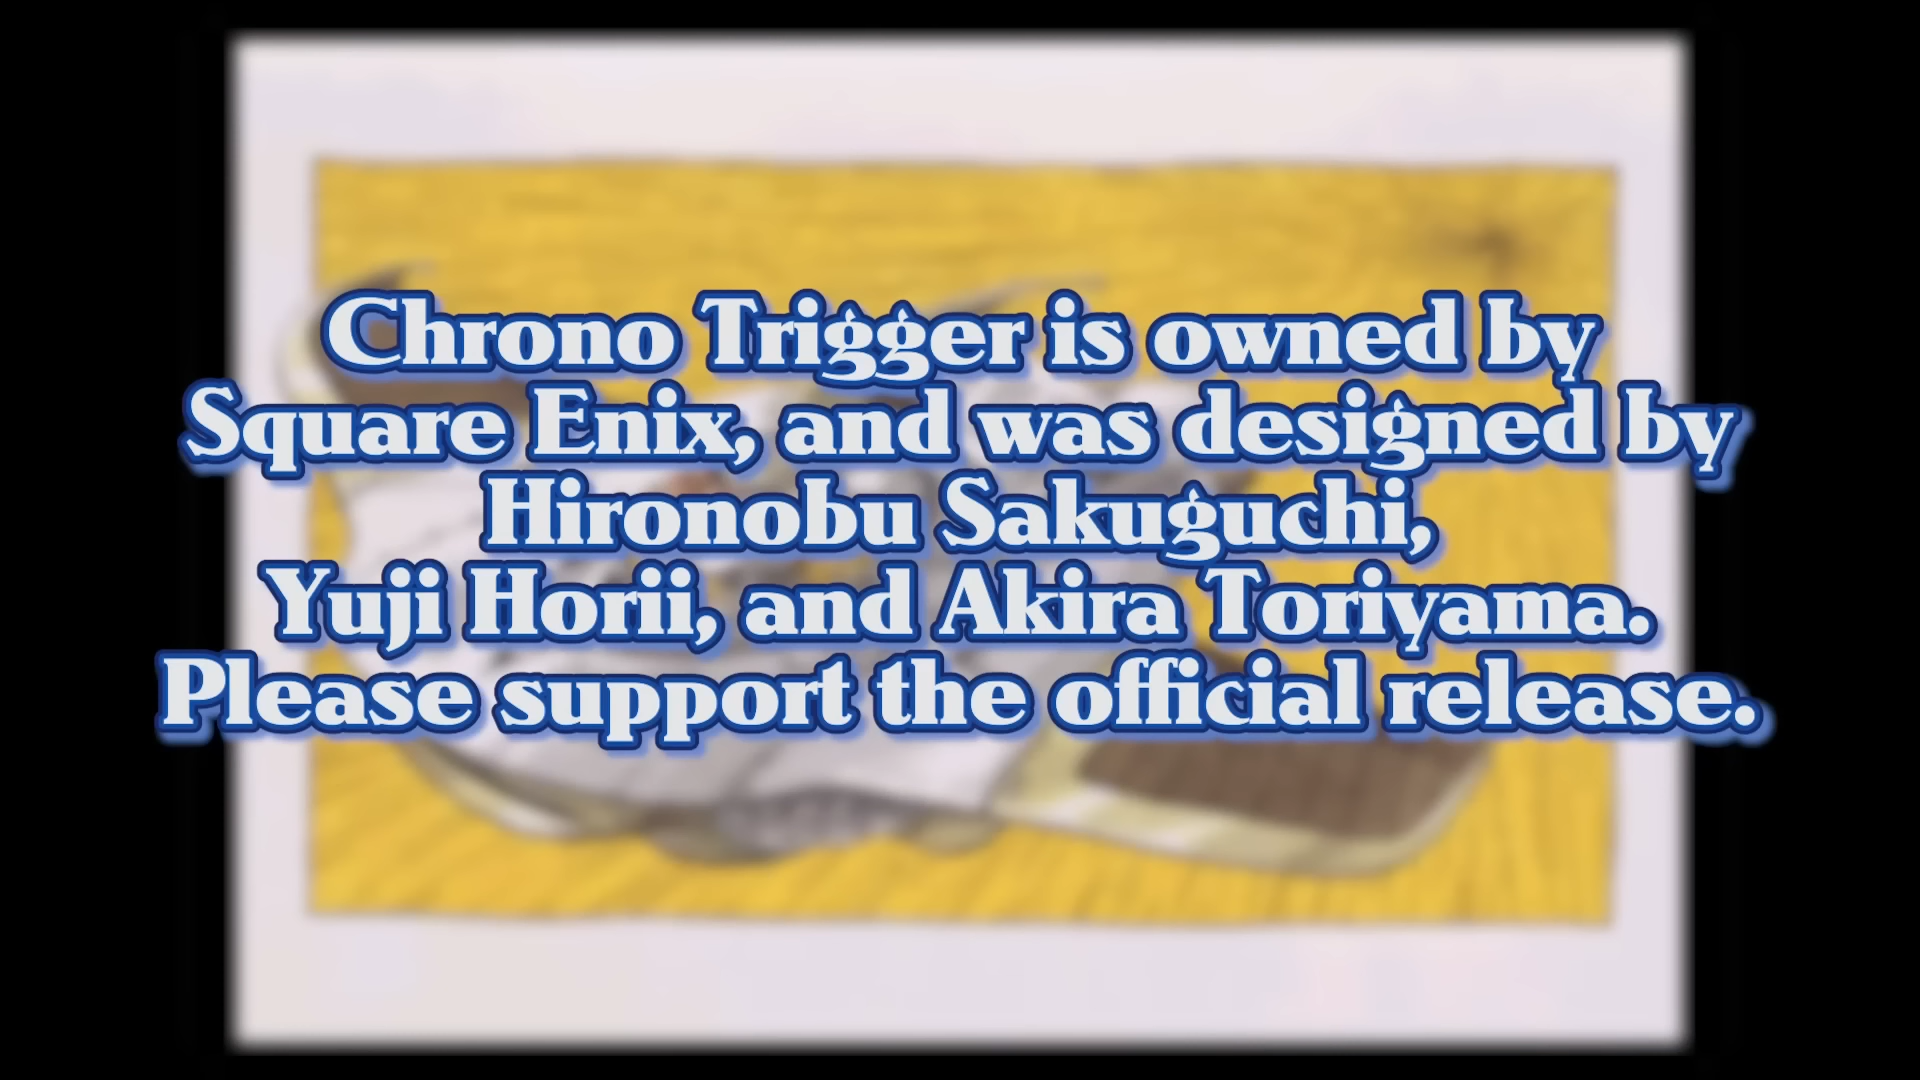 Chrono Trigger is owned by
Square Enix, and was designed by
Hironobu Sakuguchi,
Yuji Horii, and Akira Toriyama.
Please support the official release.